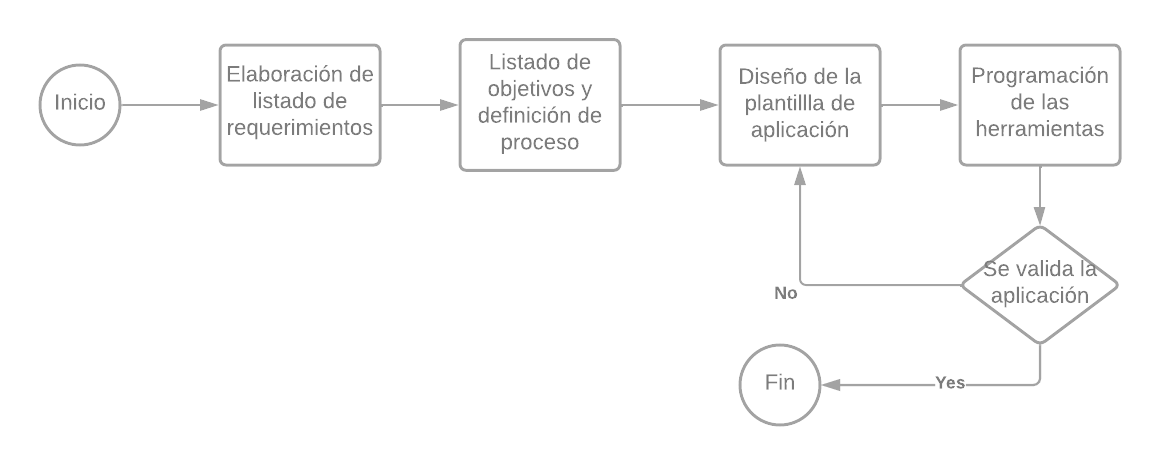 Inicio
Elaboración de
listado de
requerimientos
Listado de
objetivos y
definición de
proceso
Diseño de la
plantillla de
aplicación
Programación
de las
herramientas
Se valida la
aplicación
No
Yes
Fin